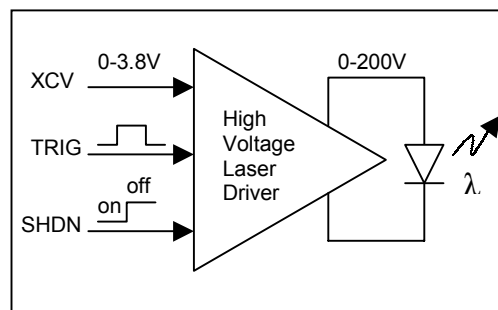 0-3.8V
XCV
TRIG
on off
SHDN
High
Voltage
Laser
Driver
0-200V
λ